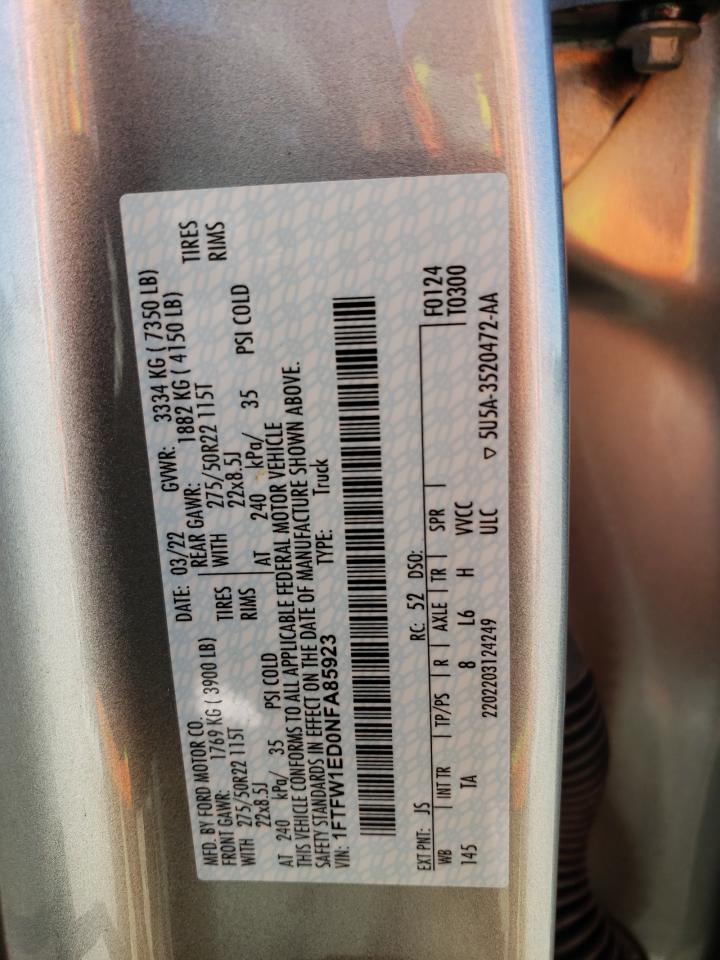 MFD. BY FORD MOTOR CO. DATE: 03/22 GVWR: 3334 KG ( 7350 LB)
FRONT GAWR: 1769 KG ( 3900 LB) REAR GAWR: 1882 KG ( 4150 LB)
WITH 275/50R22 115T TIRES WITH 275/50R22 115T TIRES
22x8.5J RIMS 22x8.5J RIMS
AT 240 kPa/ 35 PSI COLD AT 240 kPa/ 35 PSI COLD
THIS VEHICLE CONFORMS TO ALL APPLICABLE FEDERAL MOTOR VEHICLE
SAFETY STANDARDS IN EFFECT ON THE DATE OF MANUFACTURE SHOWN ABOVE.
VIN: 1FTFW1ED0NFA85923 TYPE: Truck
EXT PNT: JS RC: 52 DSO: F0124
WB INT TR TP/PS R AXLE TR SPR T0300
145 TA 8 L6 H VVCC
2202203124249 ULC ▽ 5U5A-3520472-AA